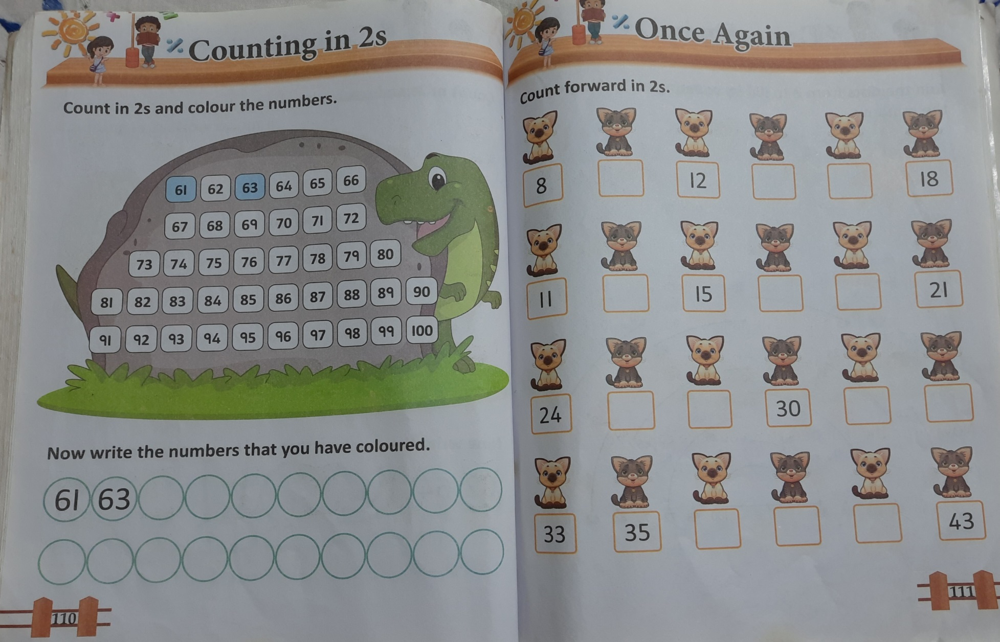 Counting in 2s
Count in 2s and colour the numbers.
61 62 63 64 65 66
67 68 69 70 71 72
73 74 75 76 77 78 79 80
81 82 83 84 85 86 87 88 89 90
91 92 93 94 95 96 97 98 99 100
Now write the numbers that you have coloured.
61 63
110
Once Again
Count forward in 2s.
8 12 18
11 15 21
24 30
33 35 43
111